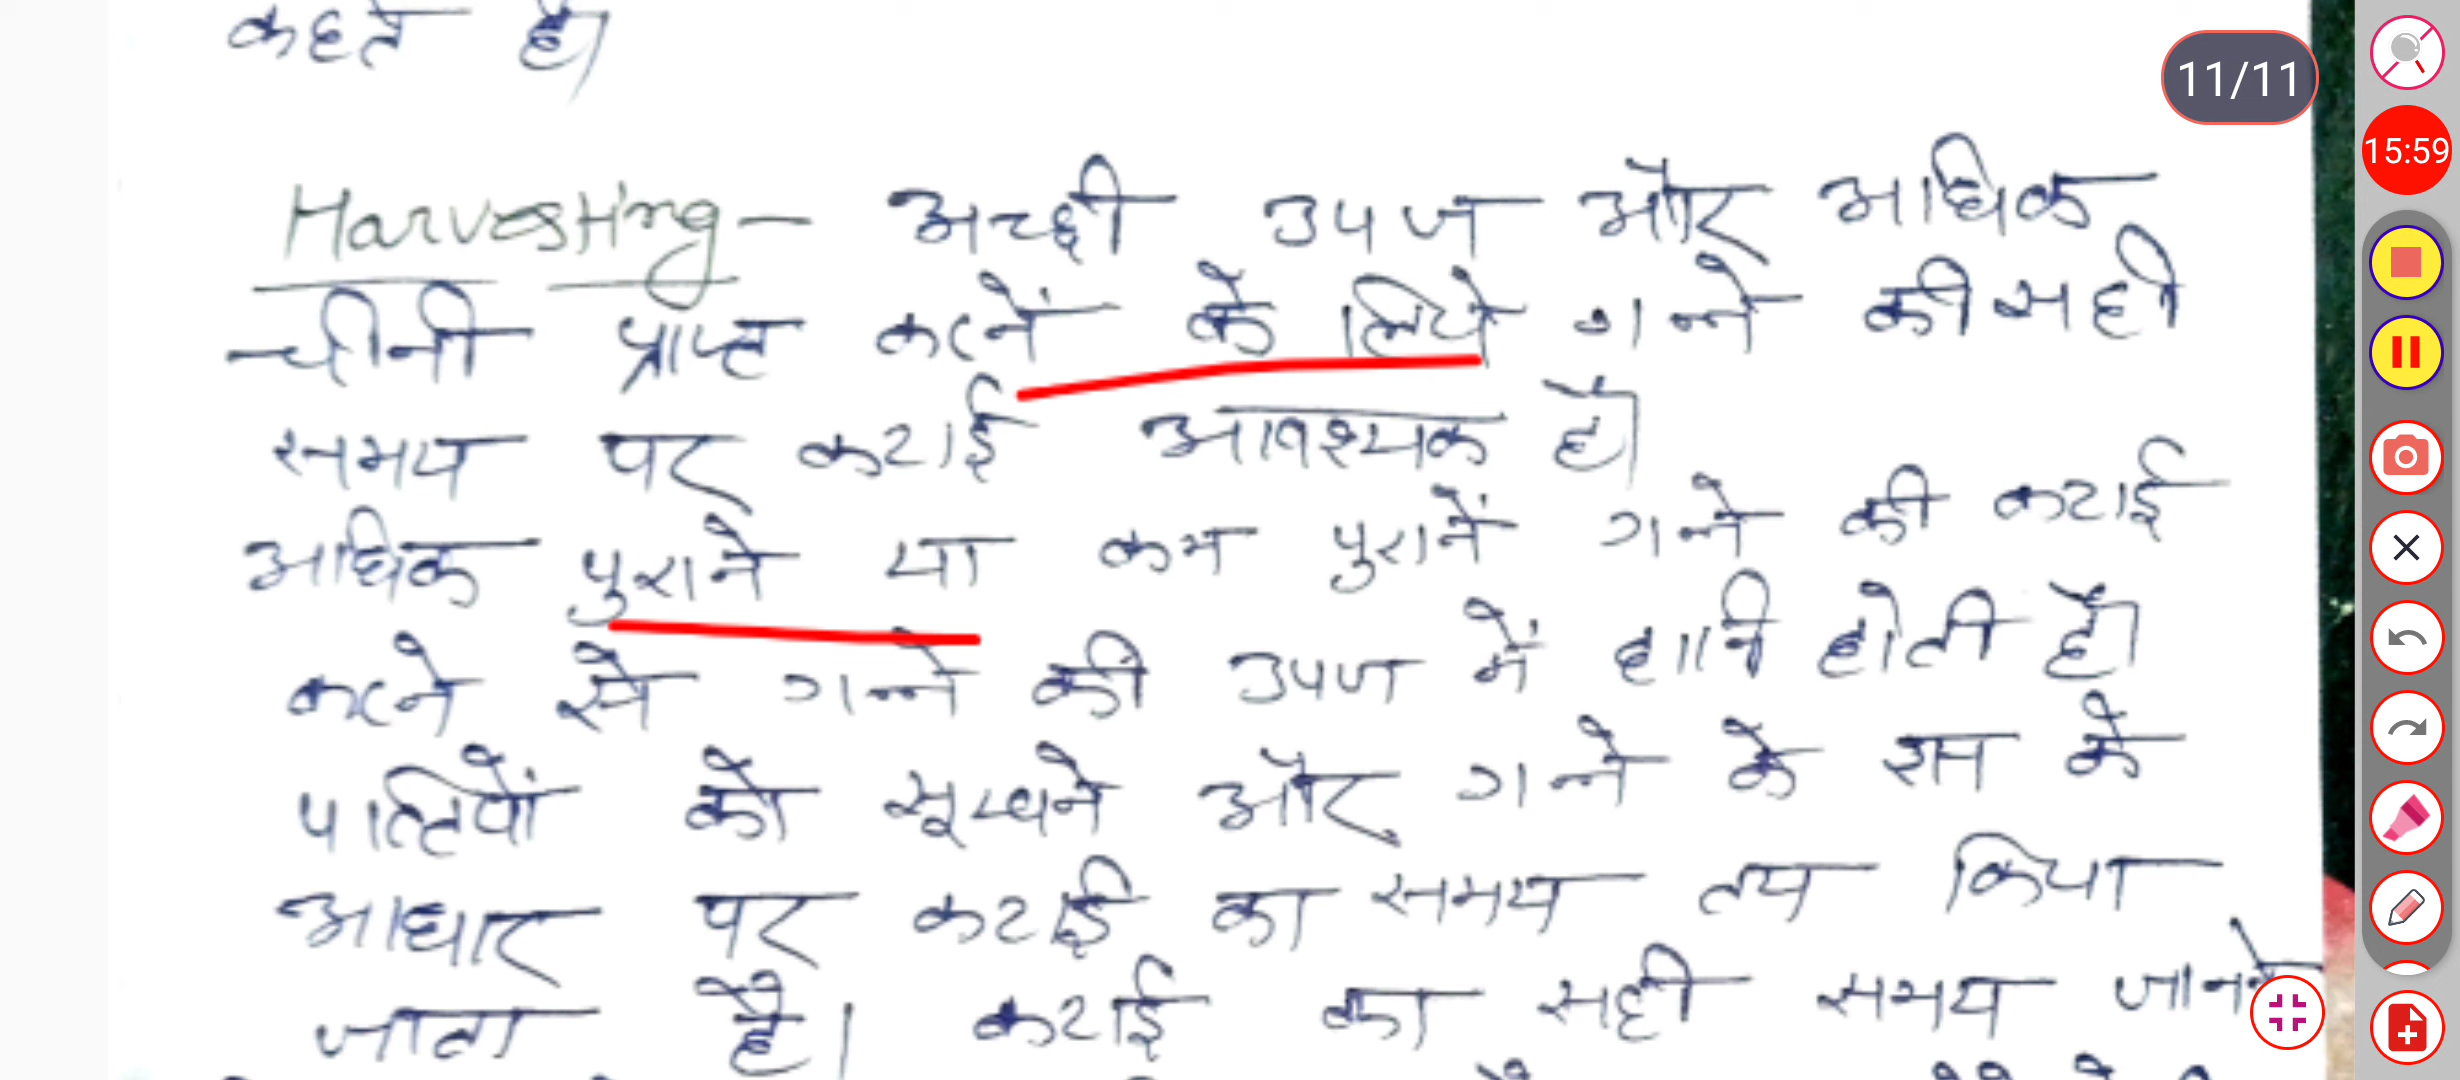 कहते है।
11/11
15:59
Harvesting - अच्छी उपज और अधिक
चीनी प्राप्त करनें के लिये गन्ने की सही
समय पर कटाई आवश्यक है।
अधिक पुराने या कम पुरानें गन्ने की कटाई
करने से गन्ने की उपज में हानि होती है।
पत्तियों को सूखने और गन्ने के रस के
आधार पर कटाई का समय तय किया
जाता है। कटाई का सही समय जानने